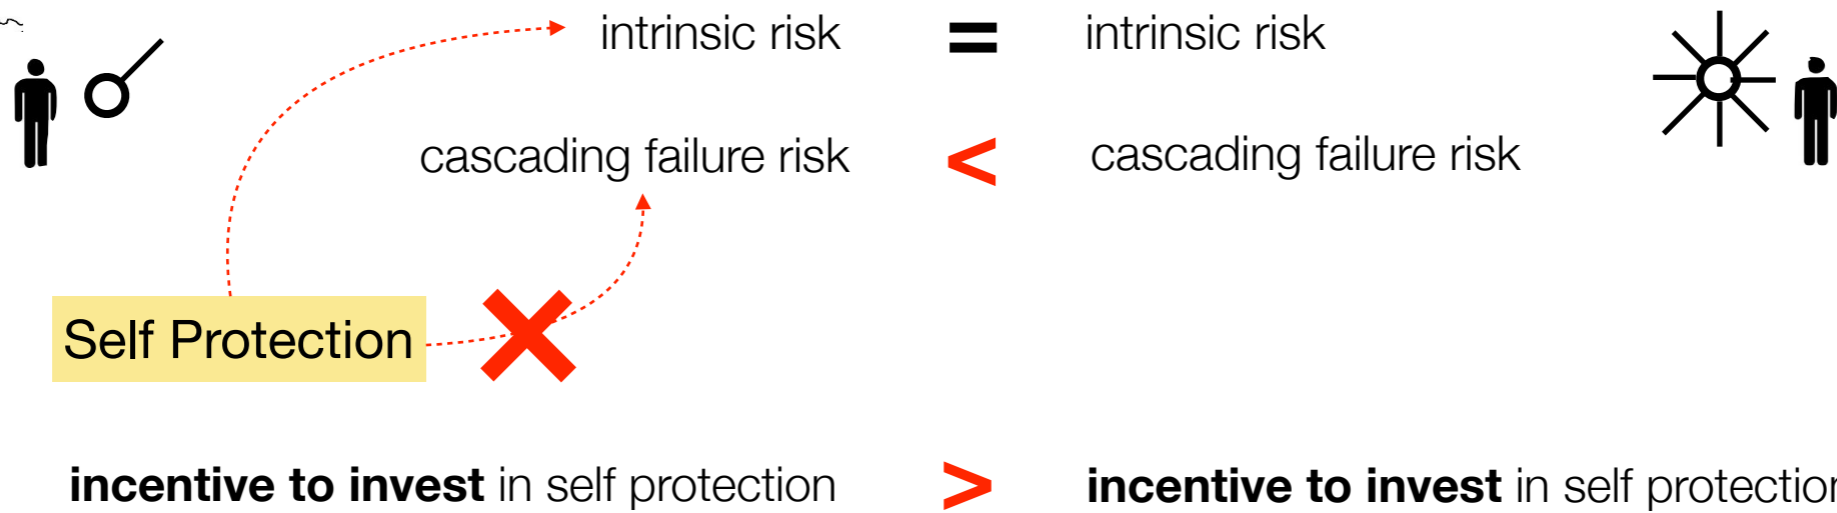 intrinsic risk = intrinsic risk
cascading failure risk < cascading failure risk
Self Protection
incentive to invest in self protection > incentive to invest in self protection